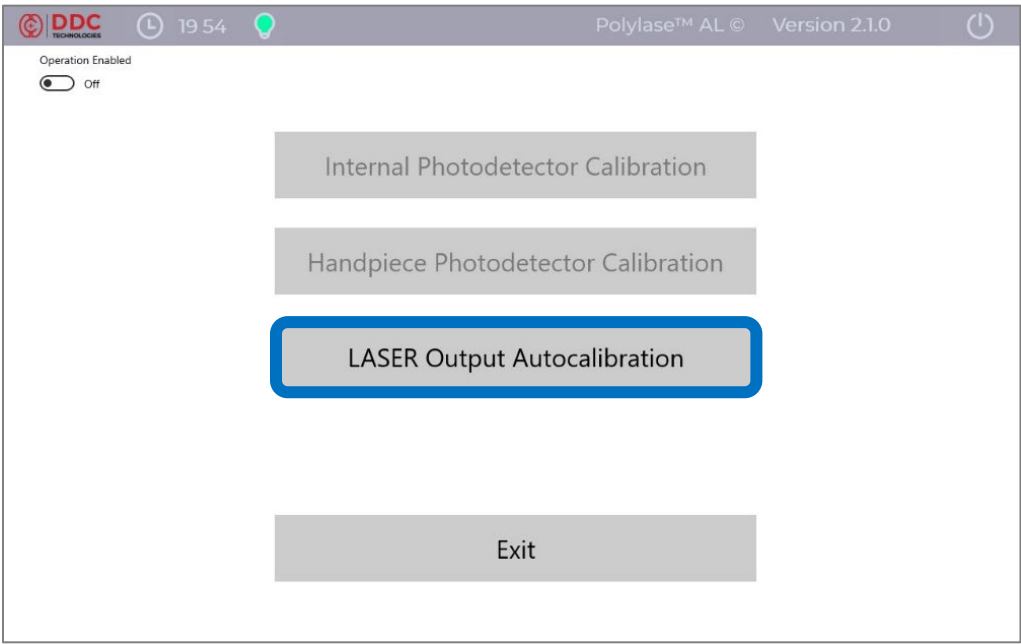 DDC TECHNOLOGIES 19 54 Polylase™ AL © Version 2.1.0
Operation Enabled
Off
Internal Photodetector Calibration
Handpiece Photodetector Calibration
LASER Output Autocalibration
Exit